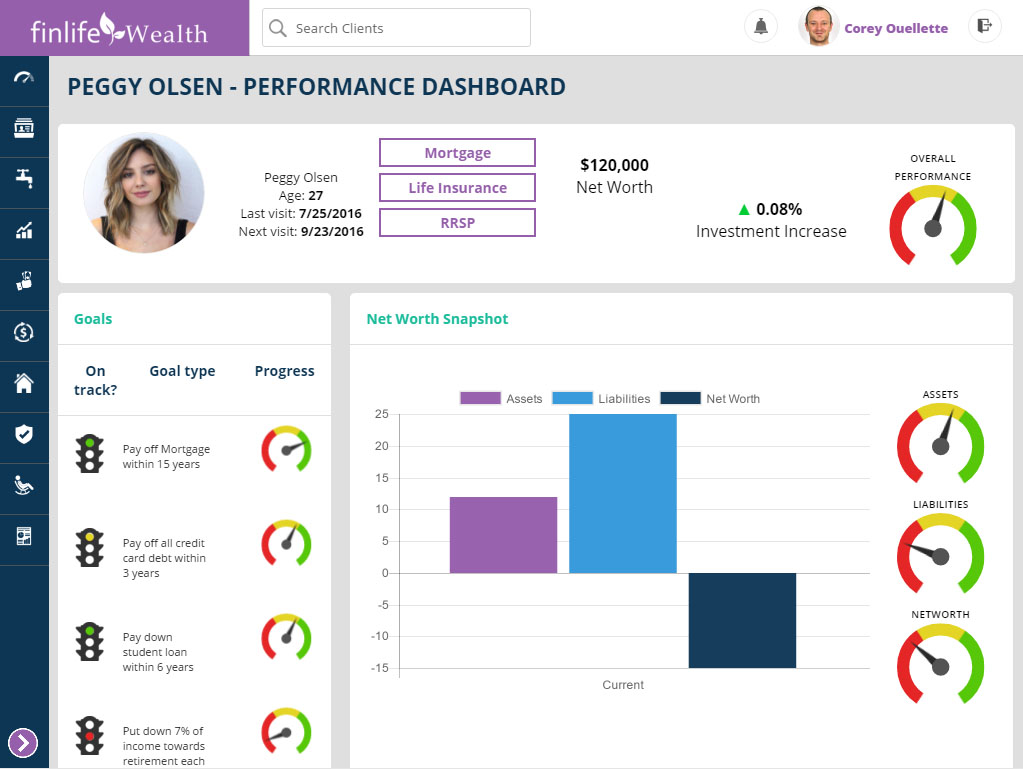 finlife Wealth
Search Clients
Corey Ouellette
PEGGY OLSEN - PERFORMANCE DASHBOARD
Peggy Olsen
Age: 27
Last visit: 7/25/2016
Next visit: 9/23/2016
Mortgage
Life Insurance
RRSP
$120,000
Net Worth
0.08%
Investment Increase
OVERALL
PERFORMANCE
Goals
On
track?
Goal type
Progress
Pay off Mortgage
within 15 years
Pay off all credit
card debt within
3 years
Pay down
student loan
within 6 years
Put down 7% of
income towards
retirement each
Net Worth Snapshot
Assets
Liabilities
Net Worth
25
20
15
10
5
0
-5
-10
-15
Current
ASSETS
LIABILITIES
NETWORTH